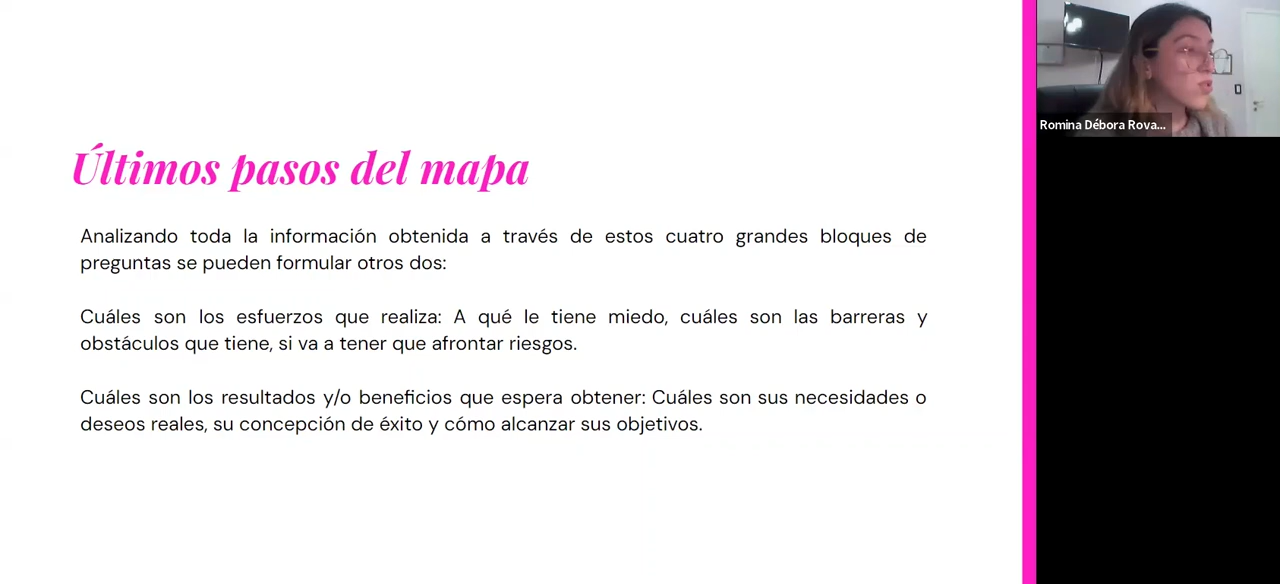 Últimos pasos del mapa
Analizando toda la información obtenida a través de estos cuatro grandes bloques de
preguntas se pueden formular otros dos:
Cuáles son los esfuerzos que realiza: A qué le tiene miedo, cuáles son las barreras y
obstáculos que tiene, si va a tener que afrontar riesgos.
Cuáles son los resultados y/o beneficios que espera obtener: Cuáles son sus necesidades o
deseos reales, su concepción de éxito y cómo alcanzar sus objetivos.
Romina Débora Rova...